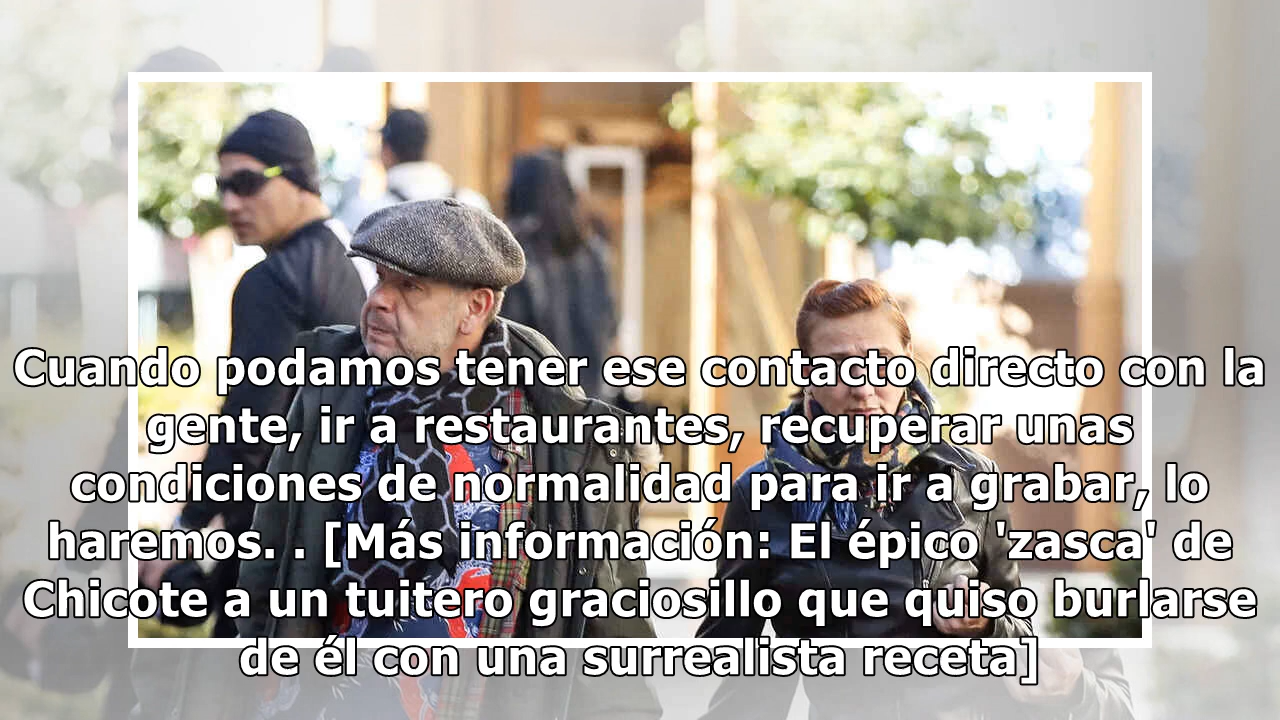 Cuando podamos tener ese contacto directo con la
gente, ir a restaurantes, recuperar unas
condiciones de normalidad para ir a grabar, lo
haremos. . [Más información: El épico 'zasca' de
Chicote a un tuitero graciosillo que quiso burlarse
de él con una surrealista receta]